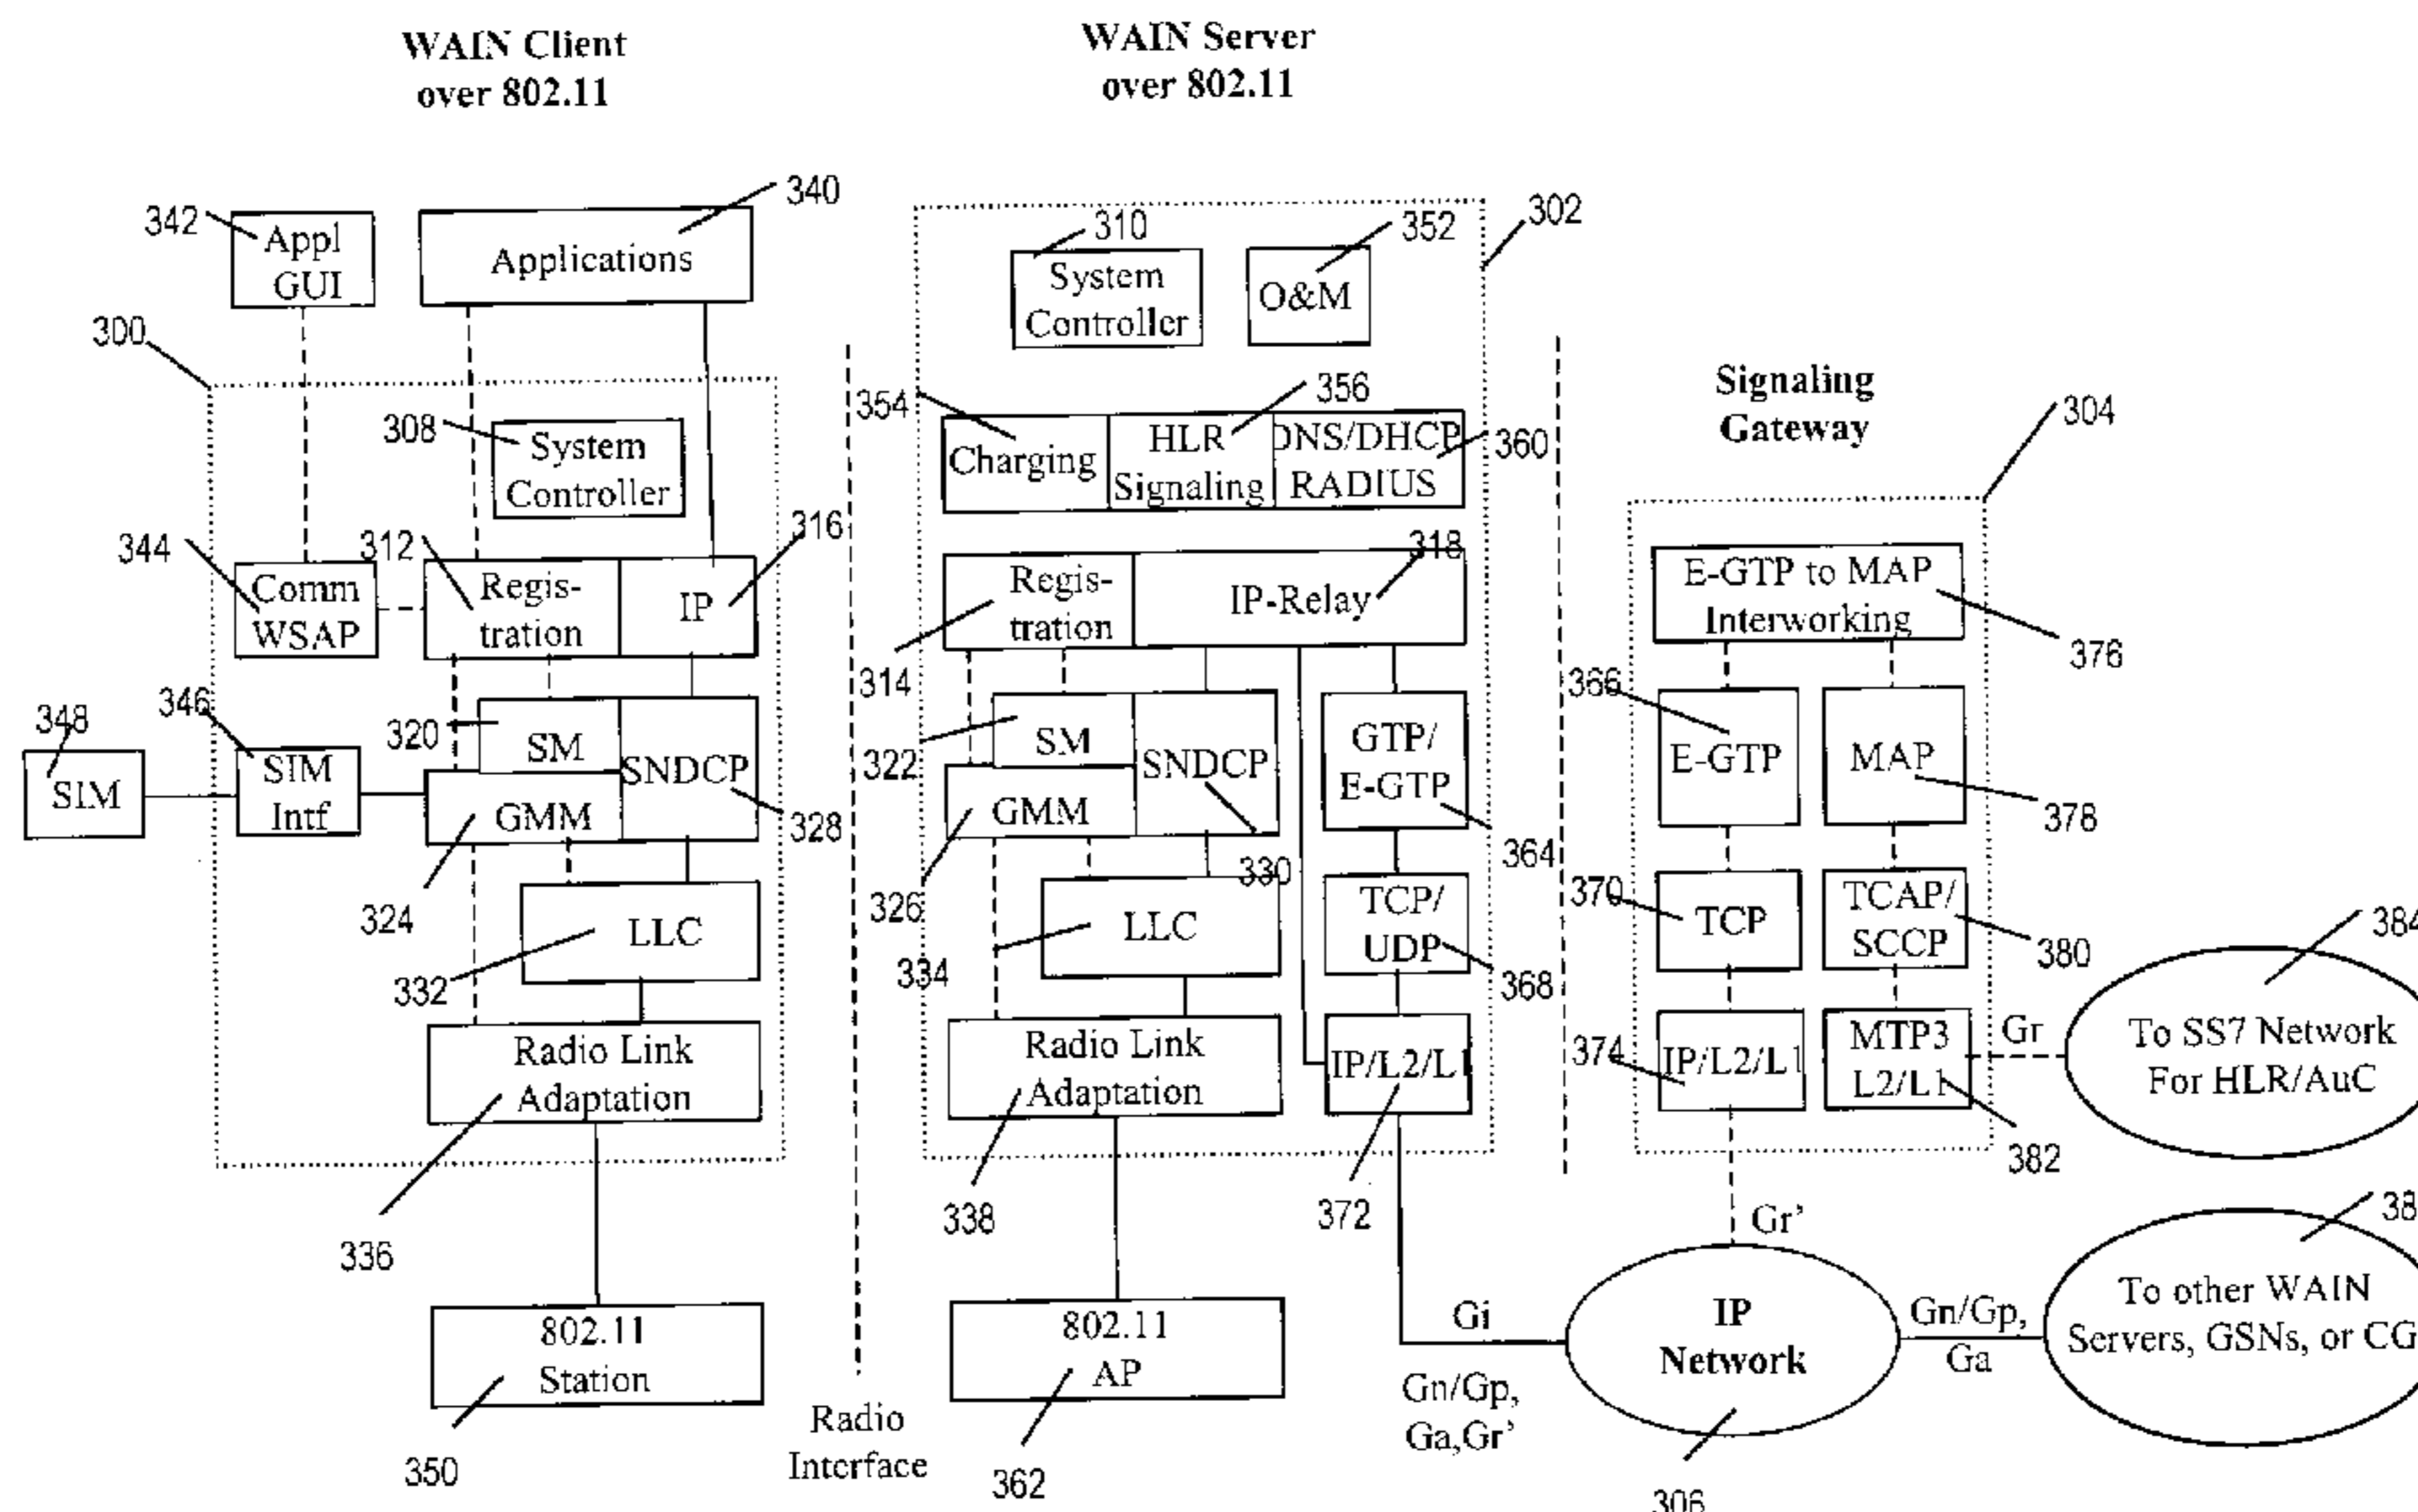 WAIN Client
over 802.11
WAIN Server
over 802.11
342
Appl
GUI
340
Applications
310
System
Controller
352
O&M
302
300
308
System
Controller
354
Charging
356
HLR
Signaling
DNS/DHCP
RADIUS
360
Signaling
Gateway
304
344
Comm
WSAP
312
Regis-
tration
316
IP
314
Regis-
tration
318
IP-Relay
E-GTP to MAP
Interworking
376
348
SIM
346
SIM
Intf
320
SM
SNDCP
328
GMM
324
322
SM
SNDCP
330
GMM
326
GTP/
E-GTP
364
366
E-GTP
MAP
378
332
LLC
334
LLC
TCP/
UDP
368
370
TCP
TCAP/
SCCP
380
384
Radio Link
Adaptation
336
Radio Link
Adaptation
338
IP/L2/L1
372
374
IP/L2/L1
MTP3
L2/L1
382
Gr
To SS7 Network
For HLR/AuC
802.11
Station
350
Radio
Interface
802.11
AP
362
Gi
Gn/Gp,
Ga,Gr'
Gr'
IP
Network
306
Gn/Gp,
Ga
38
To other WAIN
Servers, GSNs, or CG